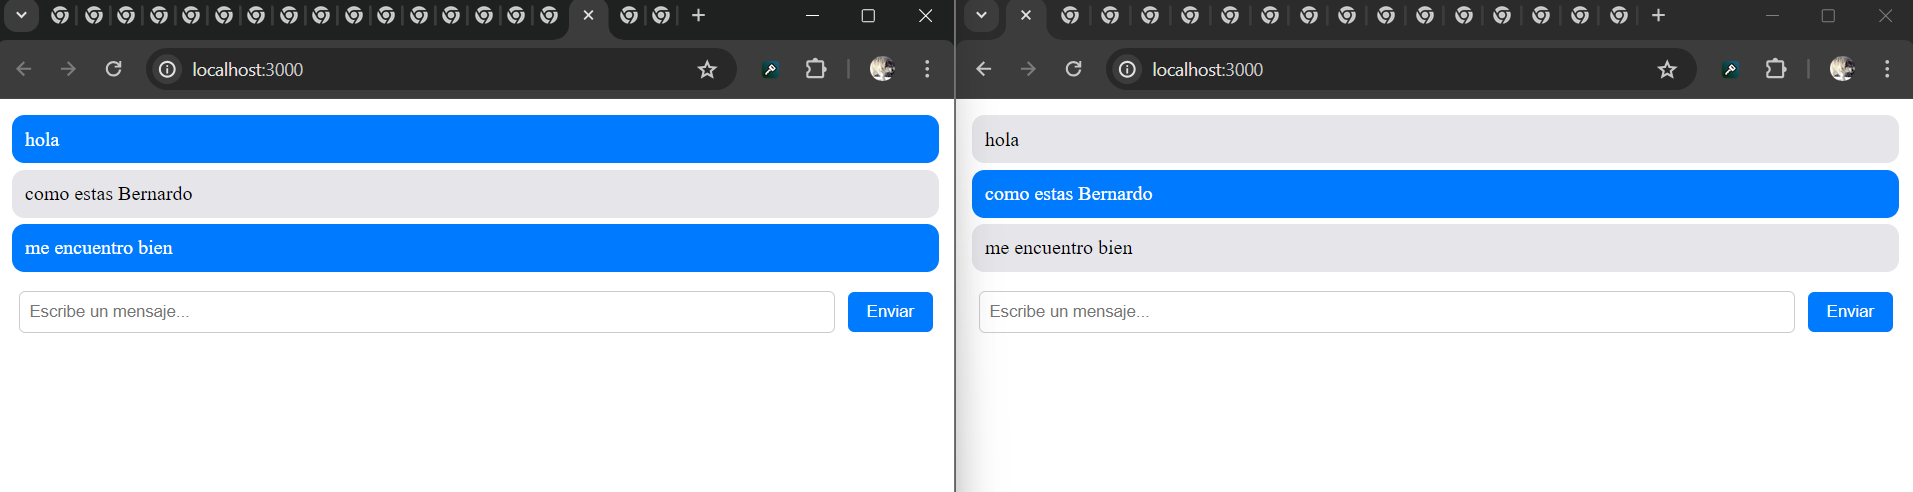 localhost:3000
hola
como estas Bernardo
me encuentro bien
Escribe un mensaje...
Enviar
localhost:3000
hola
como estas Bernardo
me encuentro bien
Escribe un mensaje...
Enviar